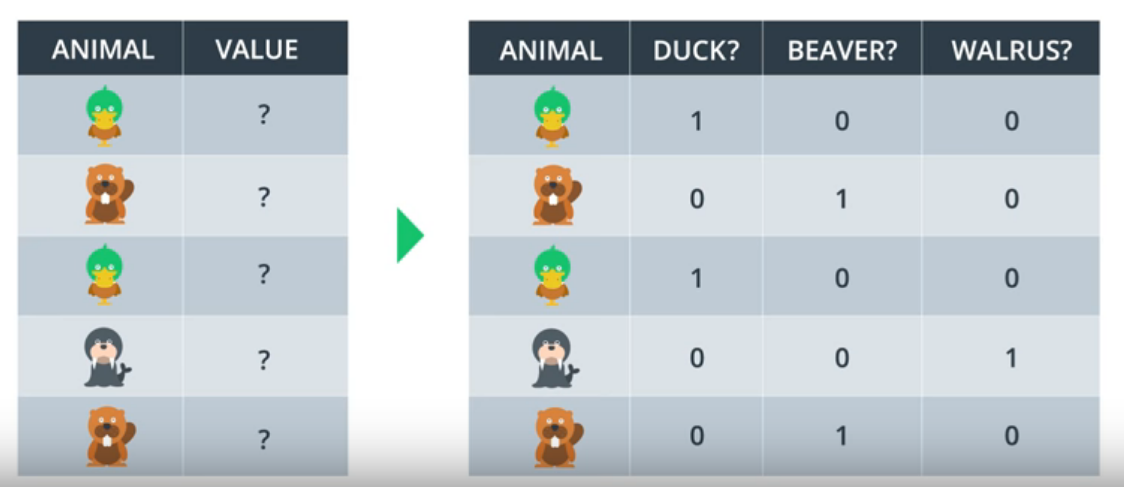 ANIMAL VALUE
?
?
?
?
?
ANIMAL DUCK? BEAVER? WALRUS?
1 0 0
0 1 0
1 0 0
0 0 1
0 1 0